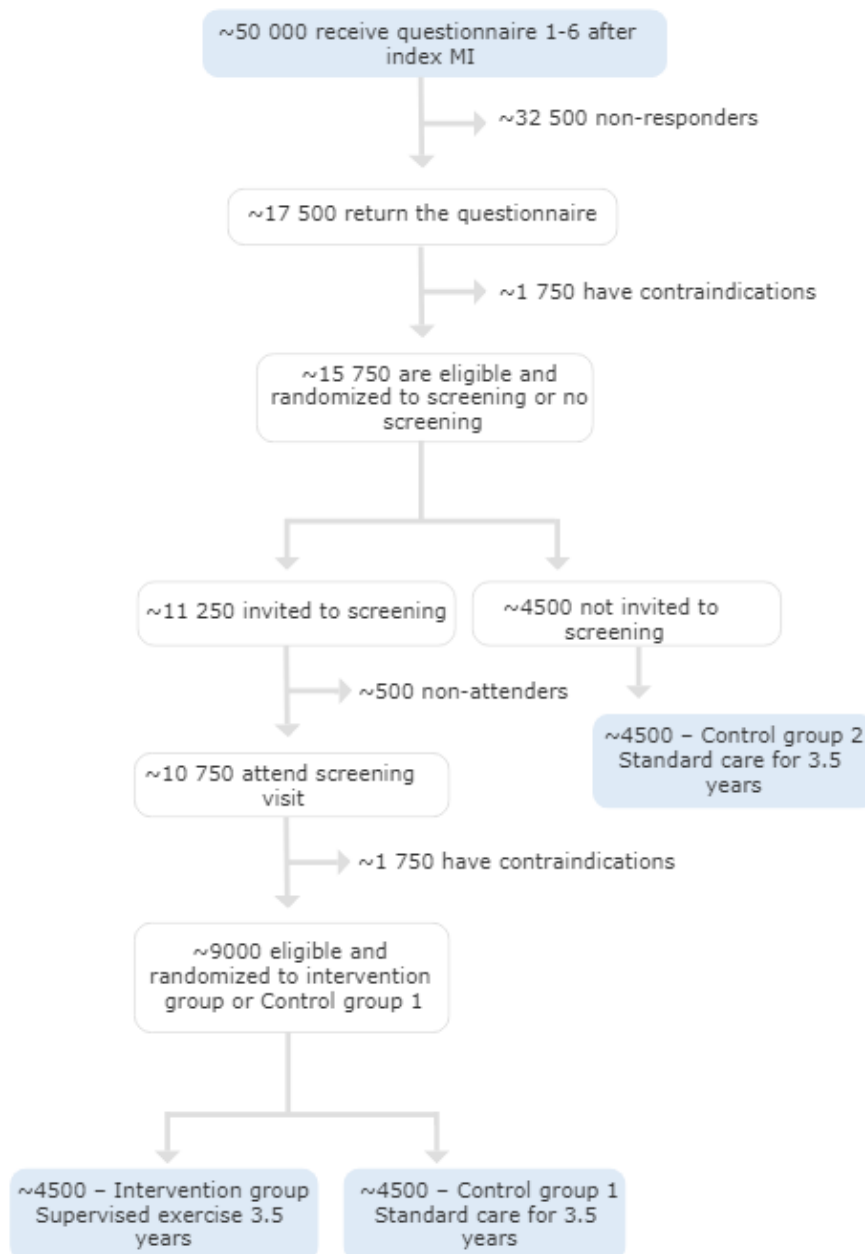 ~50 000 receive questionnaire 1-6 after
index MI
~32 500 non-responders
~17 500 return the questionnaire
~1 750 have contraindications
~15 750 are eligible and
randomized to screening or no
screening
~11 250 invited to screening
~4500 not invited to
screening
~500 non-attenders
~4500 – Control group 2
Standard care for 3.5
years
~10 750 attend screening
visit
~1 750 have contraindications
~9000 eligible and
randomized to intervention
group or Control group 1
~4500 – Intervention group
Supervised exercise 3.5
years
~4500 – Control group 1
Standard care for 3.5
years